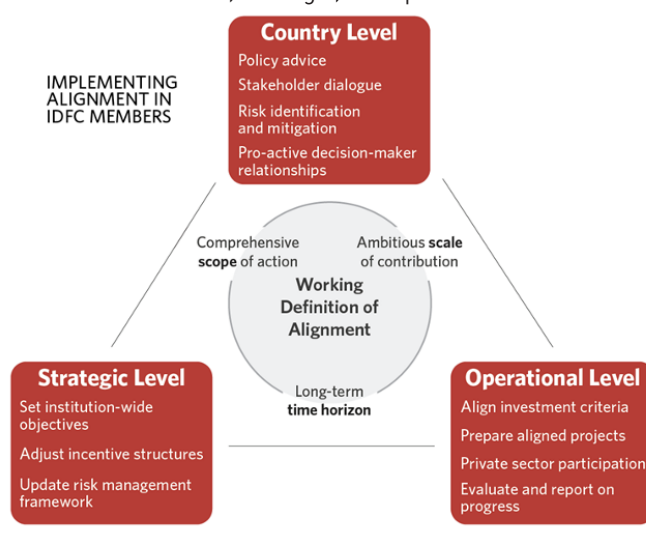 Country Level
Policy advice
Stakeholder dialogue
Risk identification
and mitigation
Pro-active decision-maker
relationships
IMPLEMENTING
ALIGNMENT IN
IDFC MEMBERS
Comprehensive
scope of action
Ambitious scale
of contribution
Working
Definition of
Alignment
Long-term
time horizon
Strategic Level
Set institution-wide
objectives
Adjust incentive structures
Update risk management
framework
Operational Level
Align investment criteria
Prepare aligned projects
Private sector participation
Evaluate and report on
progress